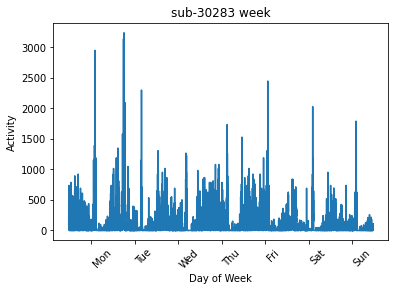 sub-30283 week
Activity
3000
2500
2000
1500
1000
500
0
Mon
Tue
Wed
Thu
Fri
Sat
Sun
Day of Week